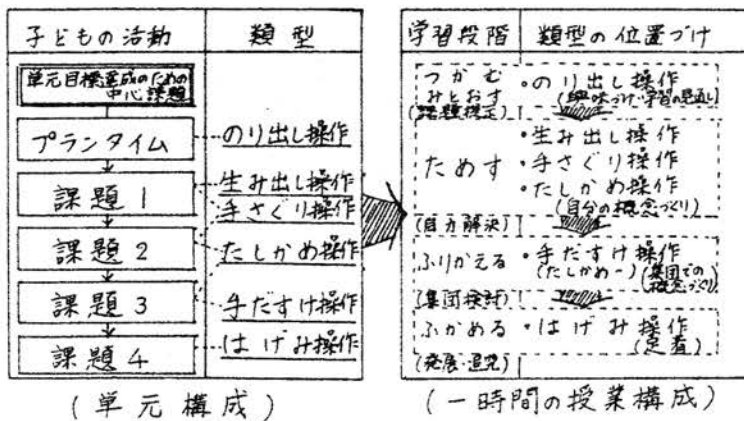 子どもの活動
類型
単元目標達成のための
中心課題
プランタイム
のり出し操作
課題1
生み出し操作
手さぐり操作
課題2
たしかめ操作
課題3
手だすけ操作
課題4
はげみ操作
(単元構成)
学習段階
類型の位置づけ
つかむ
みとおす
(課題設定)
・のり出し操作
(興味づけ・学習の見通し)
ためす
・生み出し操作
・手さぐり操作
・たしかめ操作
(自分の概念づくり)
(自力解決)
ふりかえる
・手だすけ操作
(たしかめ〃)
(集団での
概念づくり)
(集団検討)
ふかめる
・はげみ操作
(定着)
(発展・追究)
(一時間の授業構成)